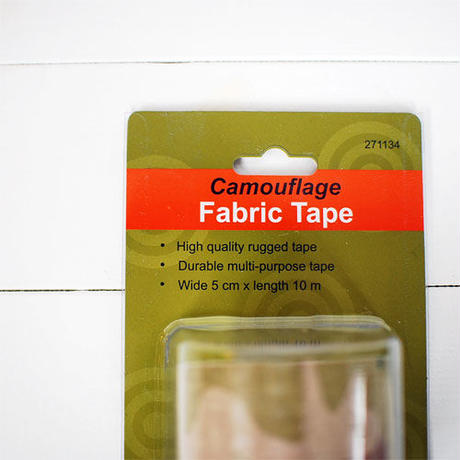 271134
Camouflage
Fabric Tape
• High quality rugged tape
• Durable multi-purpose tape
• Wide 5 cm x length 10 m